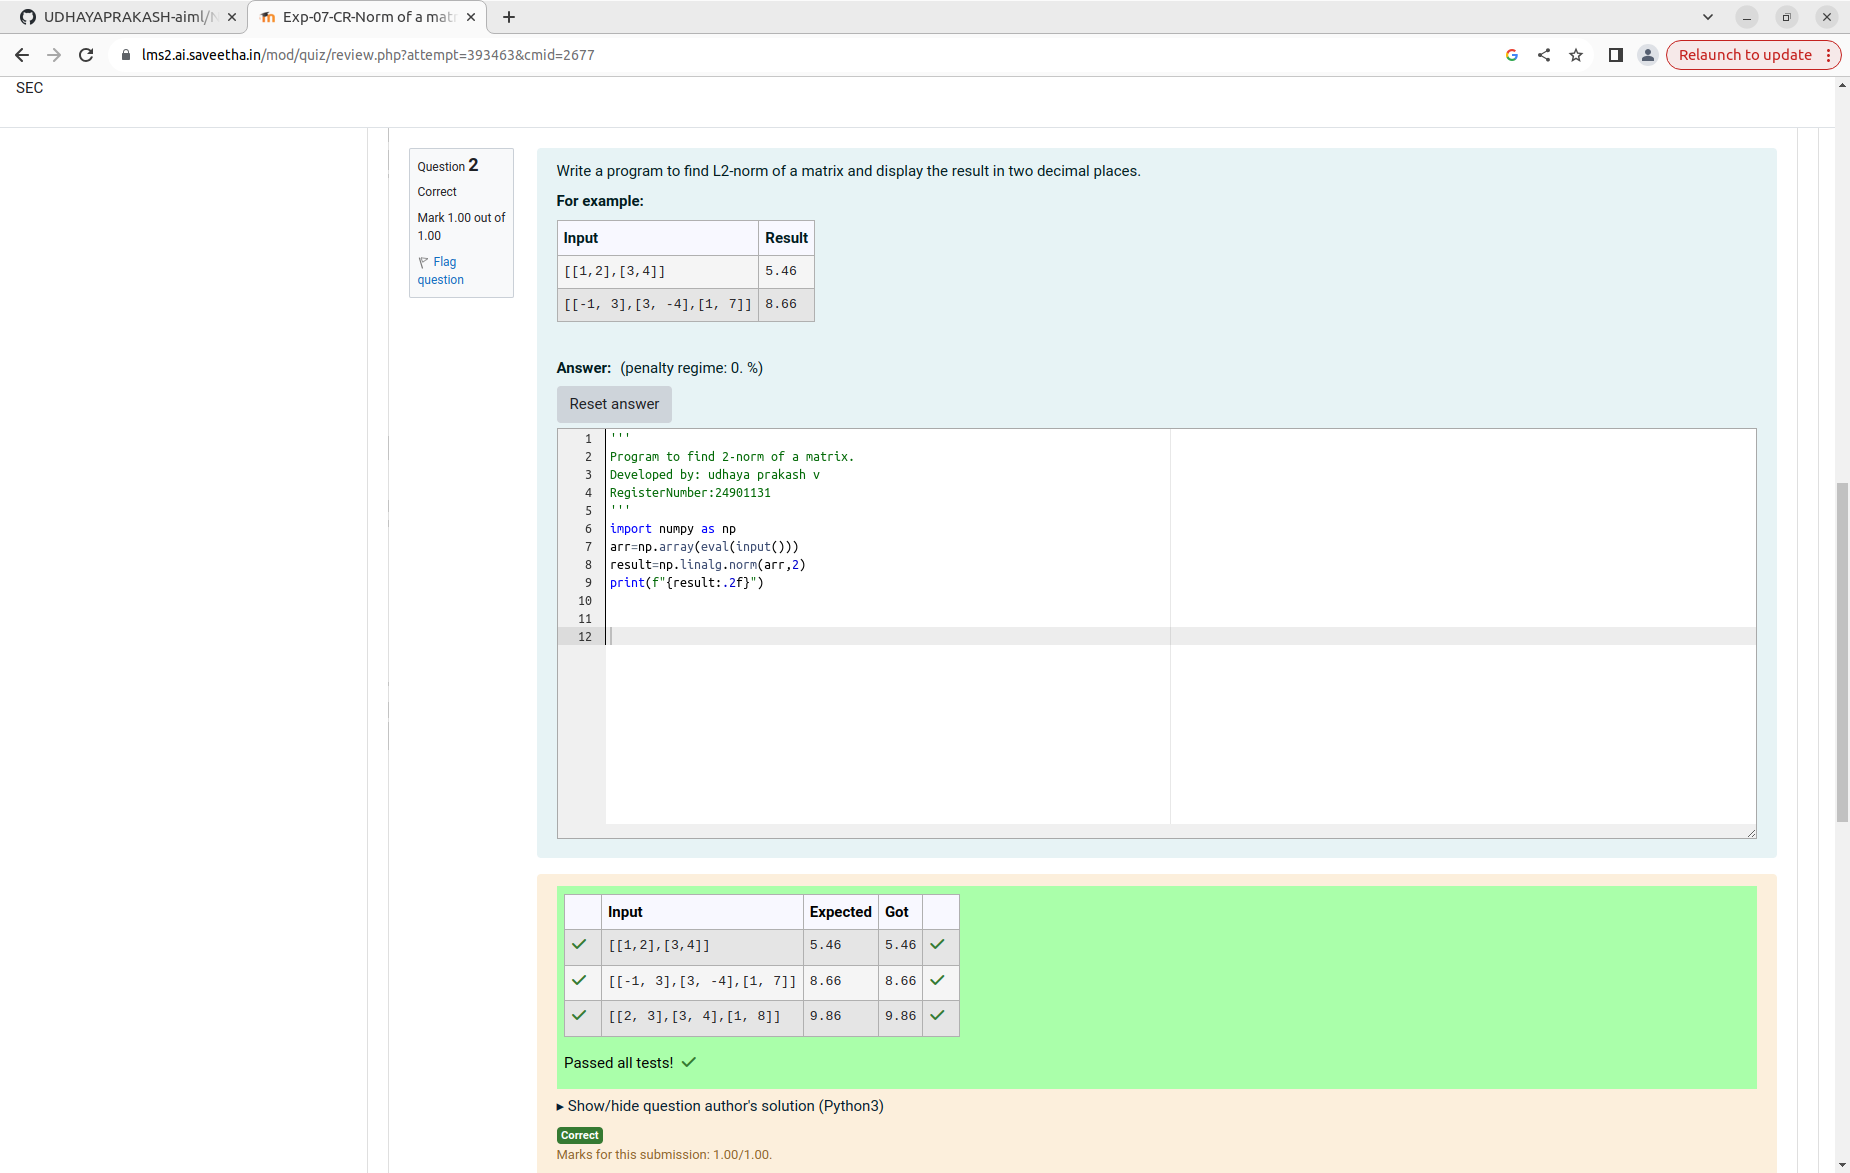 UDHAYAPRAKASH-aiml/N
Exp-07-CR-Norm of a mat
lms2.ai.saveetha.in/mod/quiz/review.php?attempt=393463&cmid=2677
Relaunch to update
SEC
Question 2
Correct
Mark 1.00 out of
1.00
Flag
question
Write a program to find L2-norm of a matrix and display the result in two decimal places.
For example:
Input Result
[[1,2],[3,4]] 5.46
[[-1, 3],[3, -4],[1, 7]] 8.66
Answer: (penalty regime: 0. %)
Reset answer
1 '''
2 Program to find 2-norm of a matrix.
3 Developed by: udhaya prakash v
4 RegisterNumber:24901131
5 '''
6 import numpy as np
7 arr=np.array(eval(input()))
8 result=np.linalg.norm(arr,2)
9 print(f"{result:.2f}")
10
11
12
Input Expected Got
[[1,2],[3,4]] 5.46 5.46
[[-1, 3],[3, -4],[1, 7]] 8.66 8.66
[[2, 3],[3, 4],[1, 8]] 9.86 9.86
Passed all tests!
Show/hide question author's solution (Python3)
Correct
Marks for this submission: 1.00/1.00.